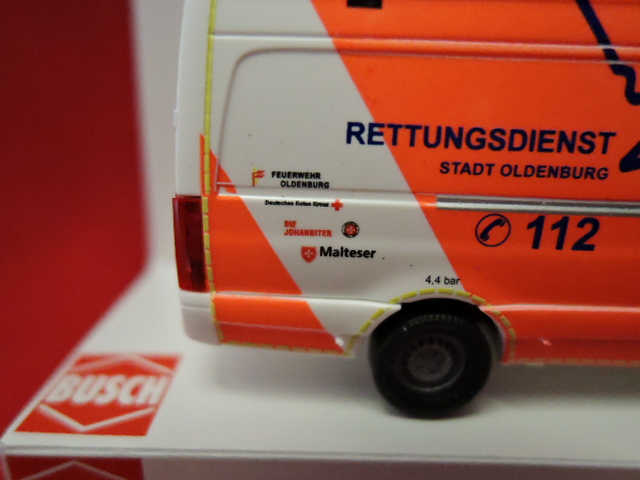 RETTUNGSDIENST
STADT OLDENBURG
FEUERWEHR
OLDENBURG
Deutsches Rotes Kreuz
DIE
JOHANNITER
Malteser
112
4,4 bar
BUSCH